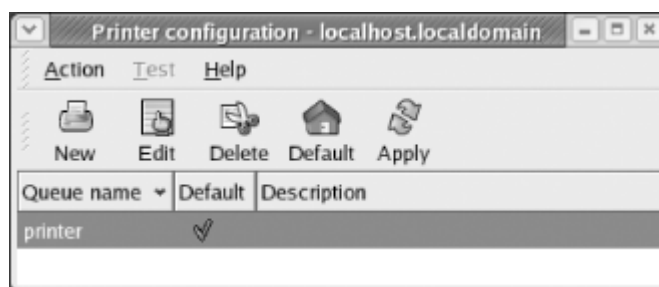 Printer configuration - localhost.localdomain
Action Test Help
New Edit Delete Default Apply
Queue name Default Description
printer